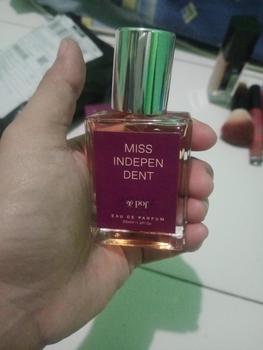 MISS
INDEPEN
DENT
EAU DE PARFUM